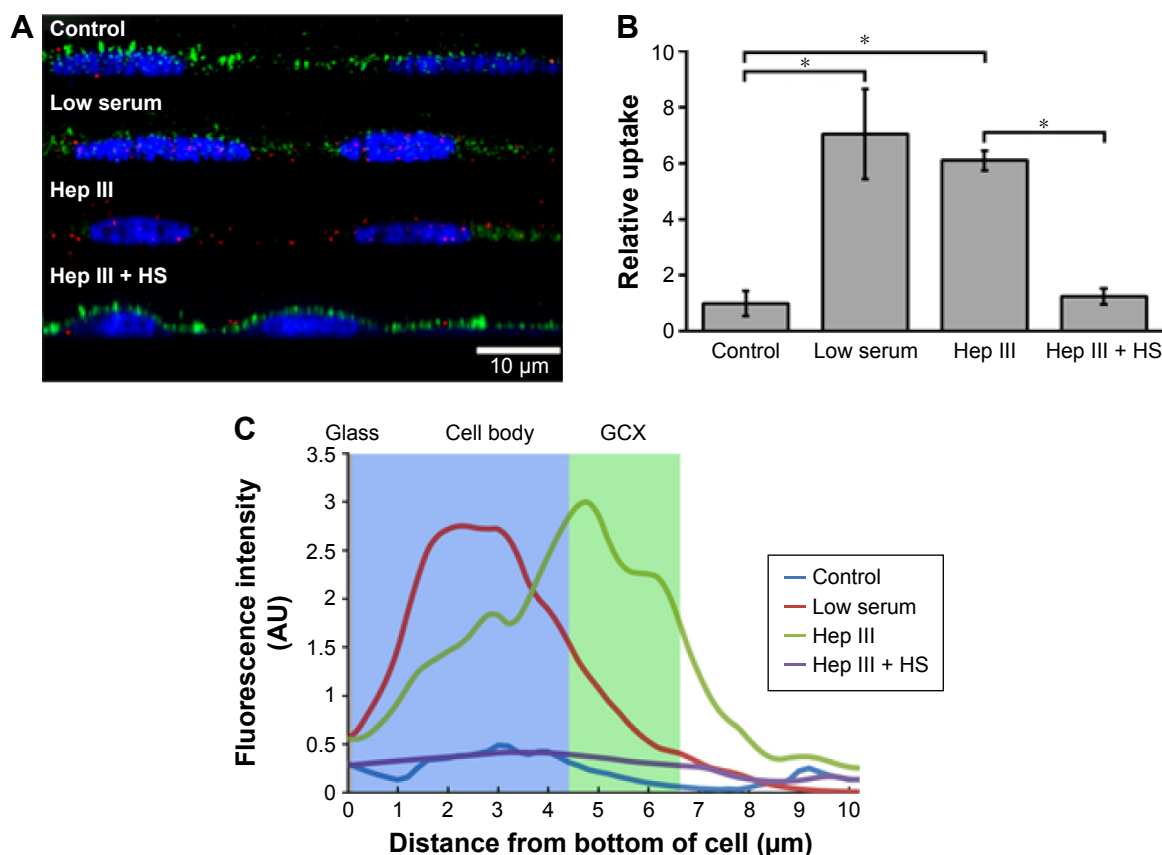 A
Control
Low serum
Hep III
Hep III + HS
10 µm
B
Relative uptake
10
8
6
4
2
0
*
*
*
Control Low serum Hep III Hep III + HS
C
Glass Cell body GCX
Fluorescence intensity
(AU)
3.5
3
2.5
2
1.5
1
0.5
0
0 1 2 3 4 5 6 7 8 9 10
Distance from bottom of cell (µm)
Control
Low serum
Hep III
Hep III + HS